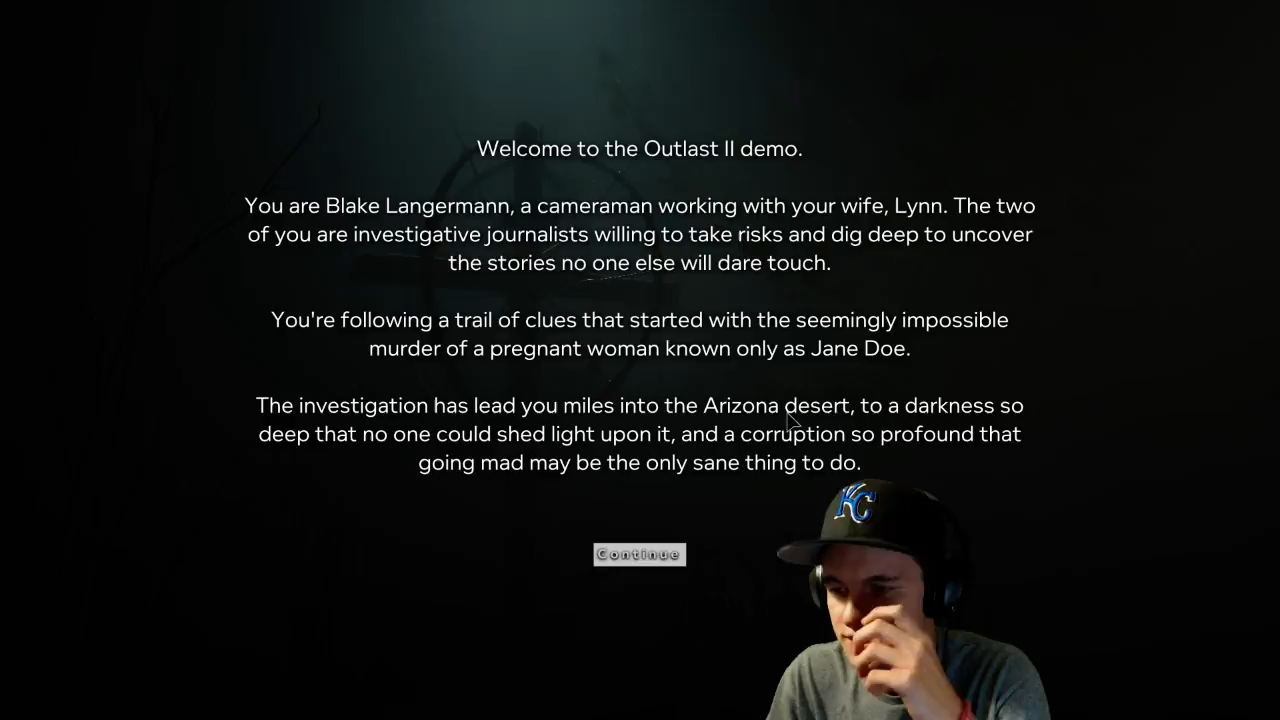 Welcome to the Outlast II demo.
You are Blake Langermann, a cameraman working with your wife, Lynn. The two
of you are investigative journalists willing to take risks and dig deep to uncover
the stories no one else will dare touch.
You're following a trail of clues that started with the seemingly impossible
murder of a pregnant woman known only as Jane Doe.
The investigation has lead you miles into the Arizona desert, to a darkness so
deep that no one could shed light upon it, and a corruption so profound that
going mad may be the only sane thing to do.
KC
Continue